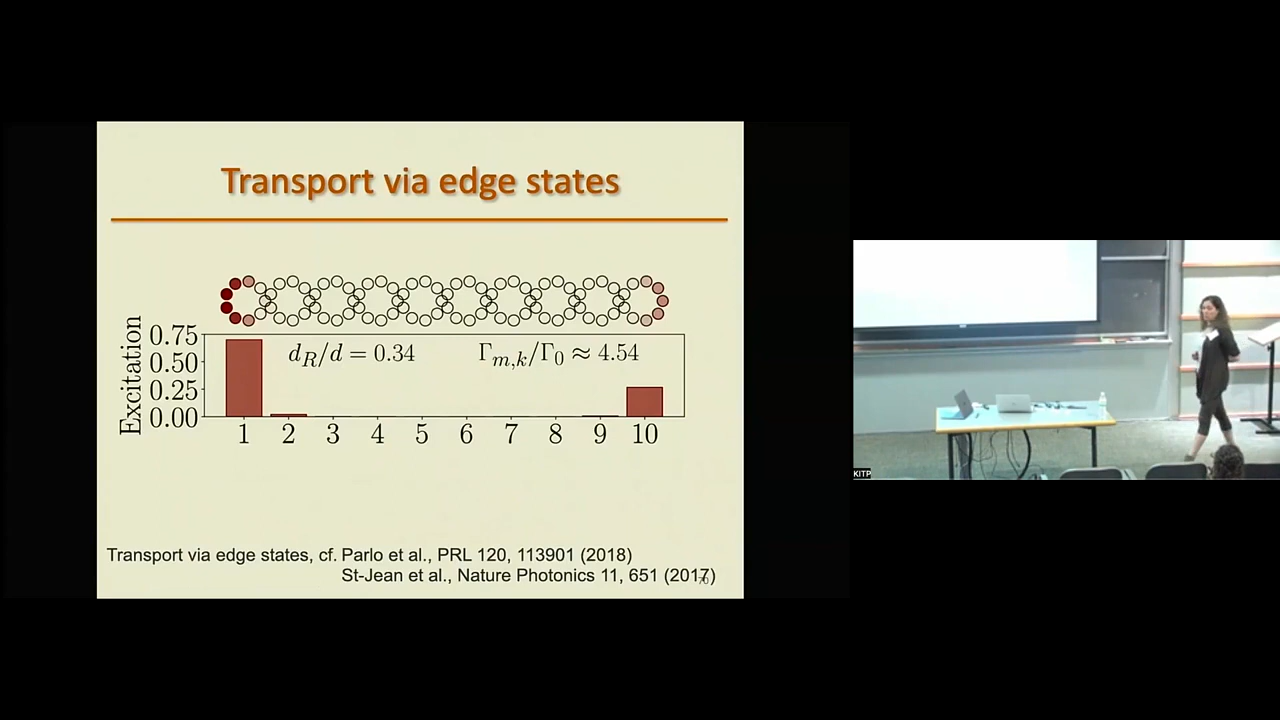 Transport via edge states
d_R/d = 0.34
Γ_{m,k}/Γ_0 ≈ 4.54
Excitation
0.75
0.50
0.25
0.00
1 2 3 4 5 6 7 8 9 10
Transport via edge states, cf. Parlo et al., PRL 120, 113901 (2018)
St-Jean et al., Nature Photonics 11, 651 (2017)
KITP